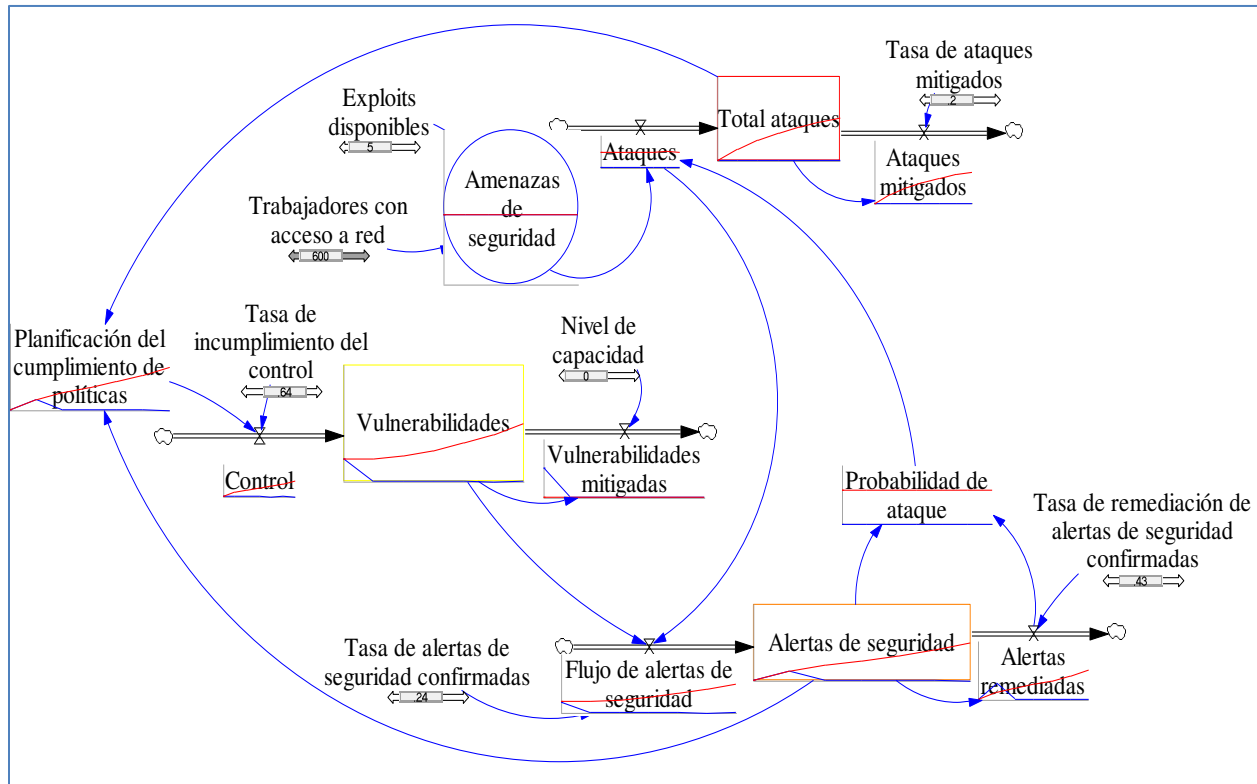 Tasa de ataques
mitigados
.2
Exploits
disponibles
5
Total ataques
Ataques
Ataques
mitigados
Amenazas
de
seguridad
Trabajadores con
acceso a red
600
Planificación del
cumplimiento de
políticas
Tasa de
incumplimiento del
control
.64
Nivel de
capacidad
0
Vulnerabilidades
Control
Vulnerabilidades
mitigadas
Probabilidad de
ataque
Tasa de remediación de
alertas de seguridad
confirmadas
.43
Tasa de alertas de
seguridad confirmadas
.24
Flujo de alertas de
seguridad
Alertas de seguridad
Alertas
remediadas